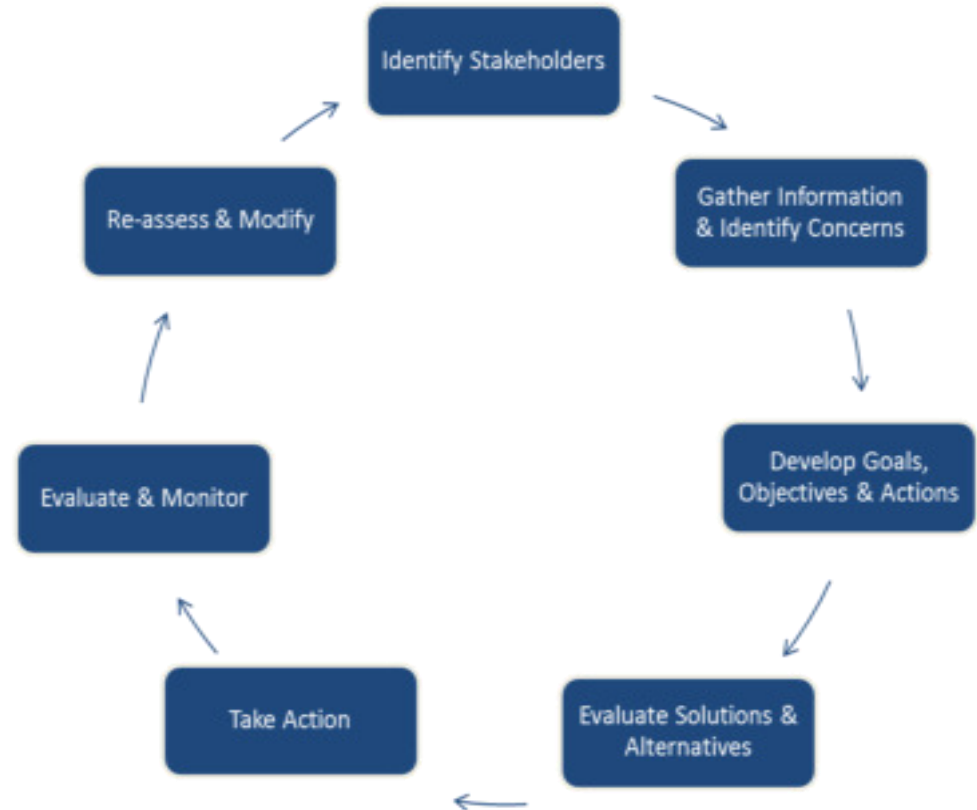 Identify Stakeholders
Gather Information
& Identify Concerns
Develop Goals,
Objectives & Actions
Evaluate Solutions &
Alternatives
Take Action
Evaluate & Monitor
Re-assess & Modify